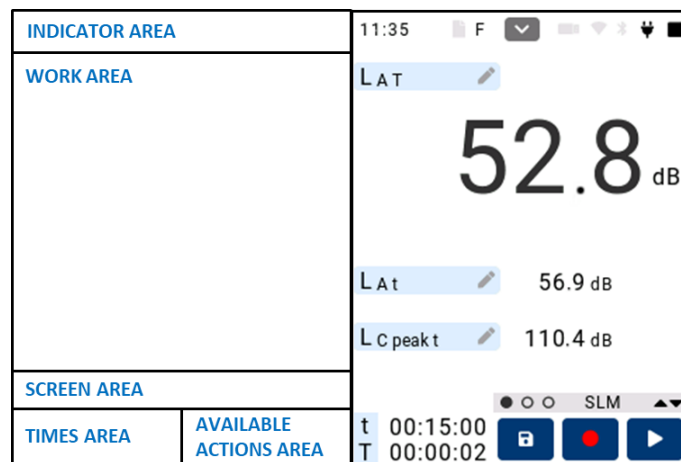 INDICATOR AREA
WORK AREA
SCREEN AREA
TIMES AREA
AVAILABLE
ACTIONS AREA
11:35 F
LAT
52.8 dB
LAt
56.9 dB
LC peak t
110.4 dB
SLM
t 00:15:00
T 00:00:02